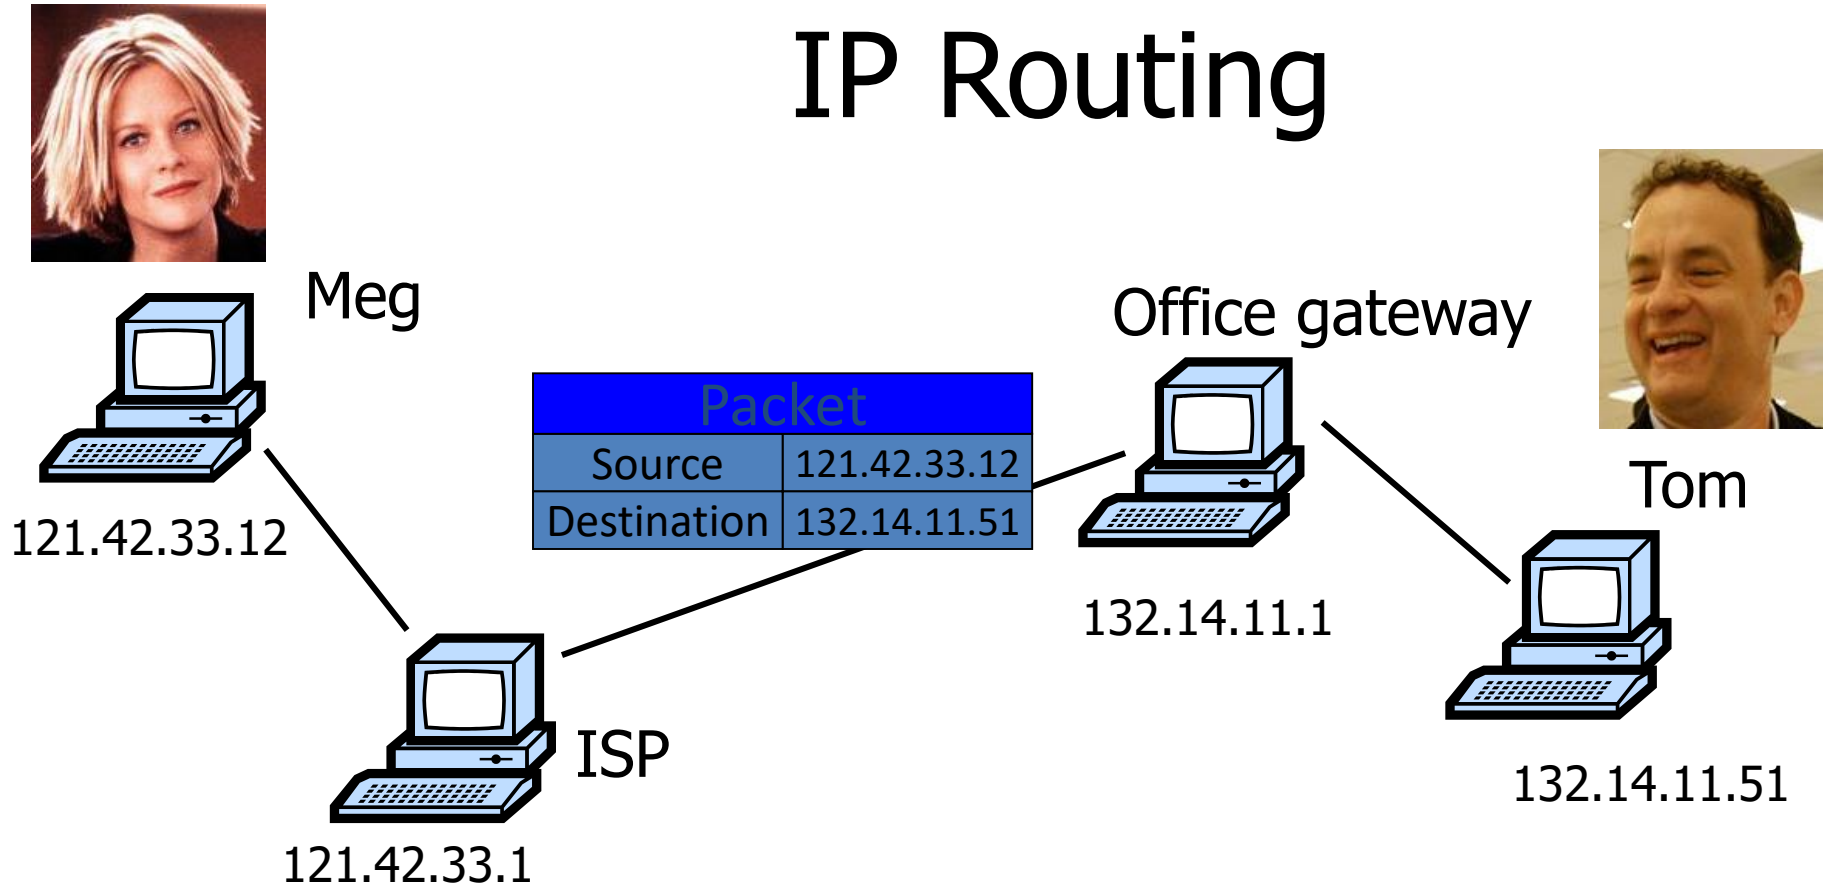 IP Routing
Meg
Office gateway
Packet
Source 121.42.33.12
Destination 132.14.11.51
Tom
121.42.33.12
132.14.11.1
ISP
132.14.11.51
121.42.33.1